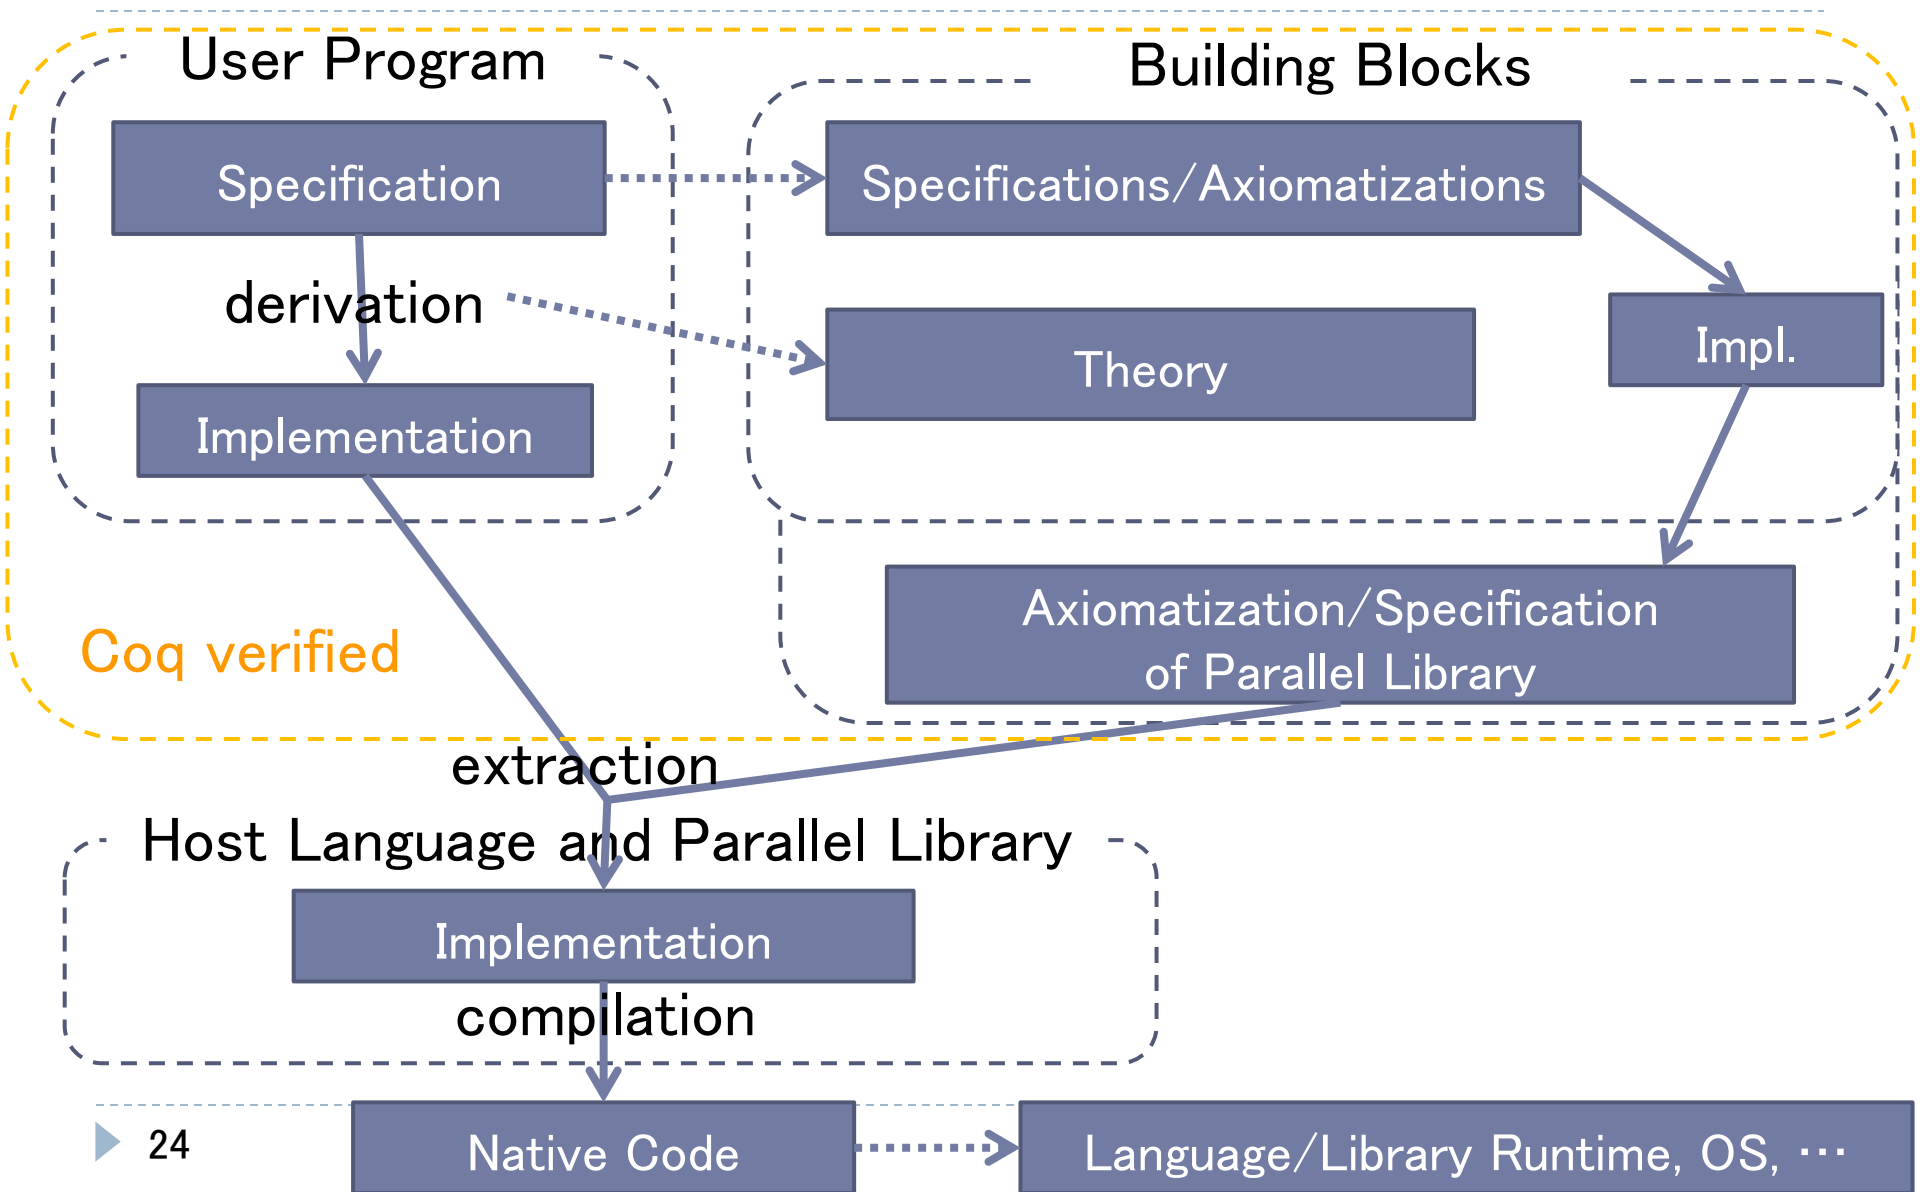 User Program
Building Blocks
Specification
Specifications/Axiomatizations
derivation
Impl.
Theory
Implementation
Axiomatization/Specification
of Parallel Library
Coq verified
extraction
Host Language and Parallel Library
Implementation
compilation
24
Native Code
Language/Library Runtime, OS, …